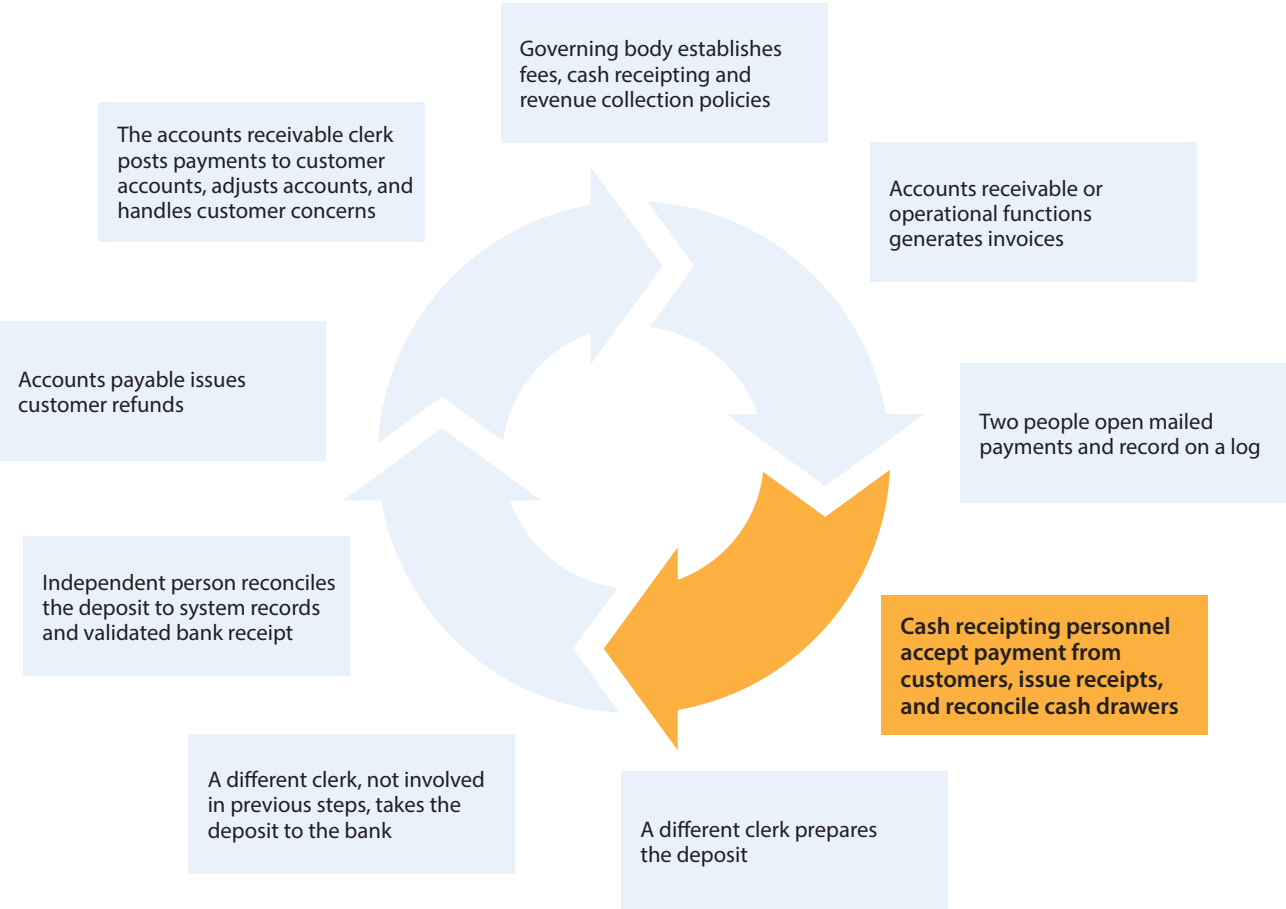 Governing body establishes
fees, cash receipting and
revenue collection policies
Accounts receivable or
operational functions
generates invoices
Two people open mailed
payments and record on a log
Cash receipting personnel
accept payment from
customers, issue receipts,
and reconcile cash drawers
A different clerk prepares
the deposit
A different clerk, not involved
in previous steps, takes the
deposit to the bank
Independent person reconciles
the deposit to system records
and validated bank receipt
Accounts payable issues
customer refunds
The accounts receivable clerk
posts payments to customer
accounts, adjusts accounts, and
handles customer concerns